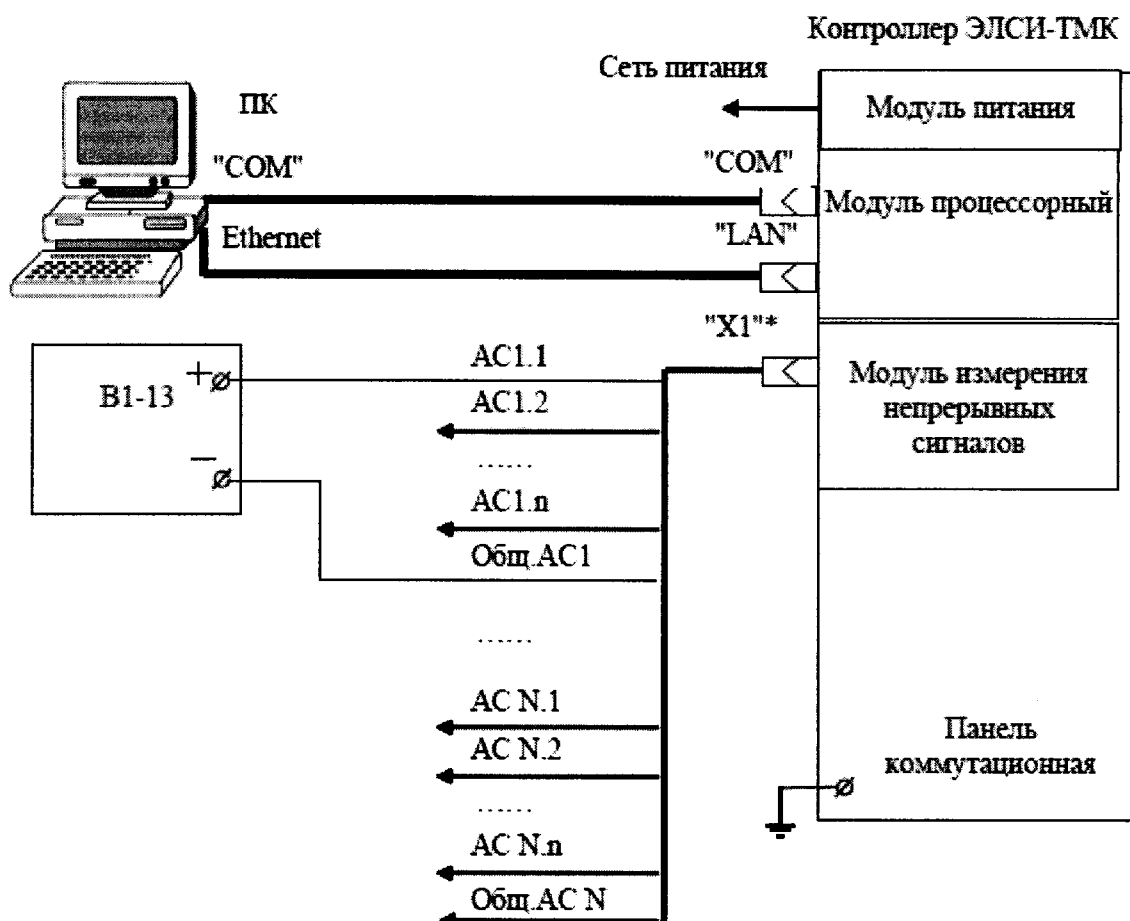 Контроллер ЭЛСИ-ТМК
Сеть питания
Модуль питания
ПК
"COM"
"COM"
Модуль процессорный
Ethernet
"LAN"
"X1"*
B1-13
+
−
AC1.1
AC1.2
......
AC1.n
Общ.AC1
......
AC N.1
AC N.2
......
AC N.n
Общ.AC N
Модуль измерения
непрерывных
сигналов
Панель
коммутационная